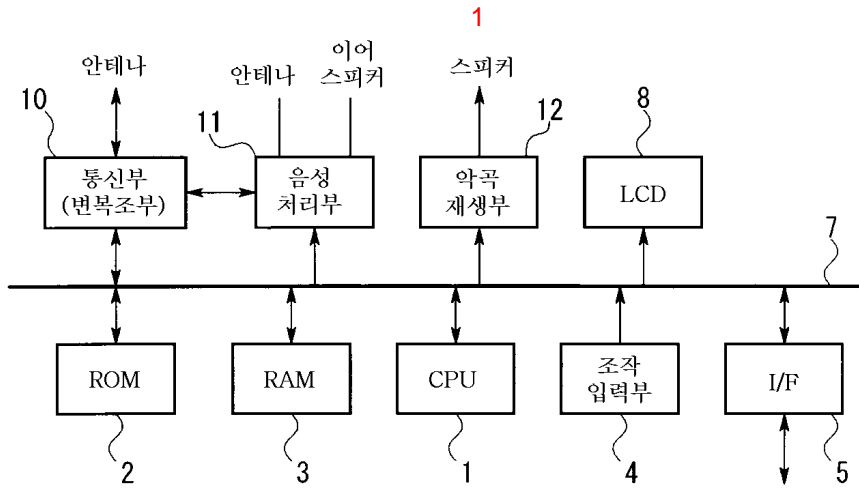 1
안테나
안테나
이어
스피커
스피커
10
11
12
8
통신부
(변복조부)
음성
처리부
악곡
재생부
LCD
7
ROM
RAM
CPU
조작
입력부
I/F
2
3
1
4
5